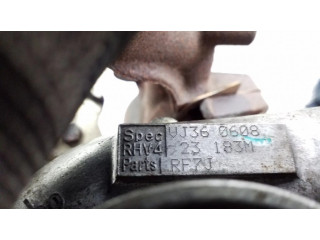 Spec VJ36 0608
RHV4 23 183M
Parts RF7J